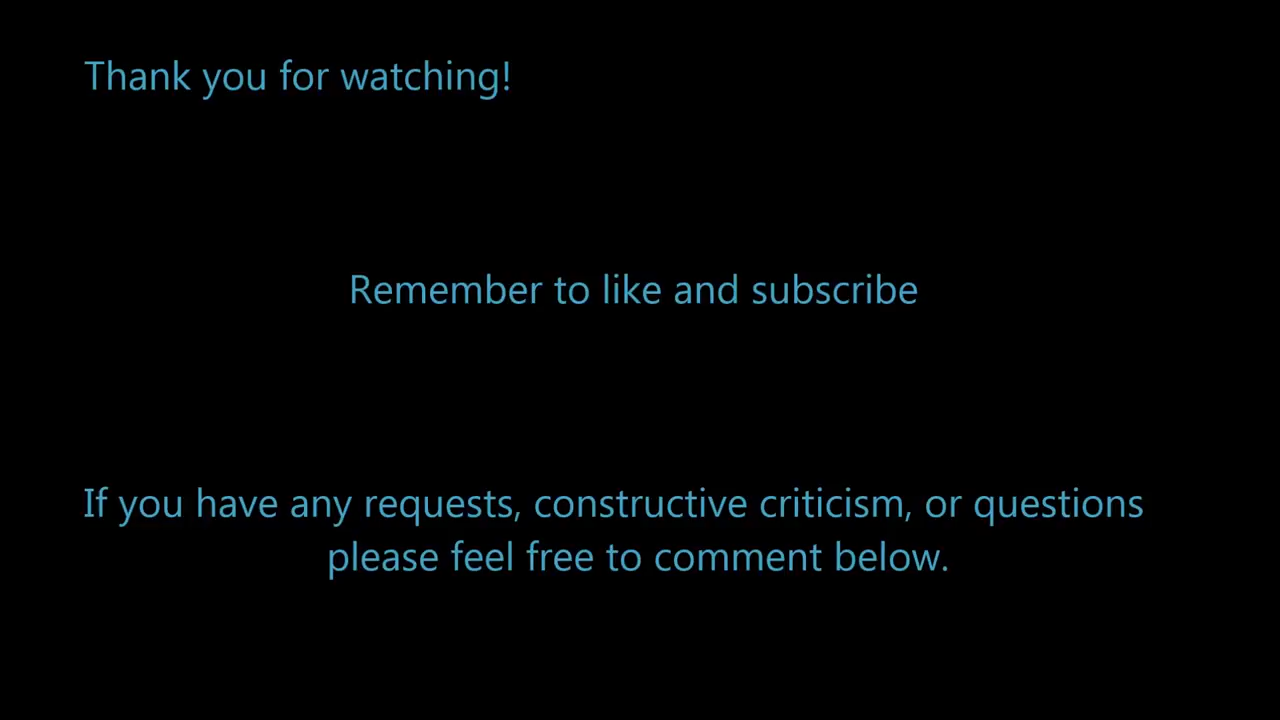 Thank you for watching!
Remember to like and subscribe
If you have any requests, constructive criticism, or questions
please feel free to comment below.